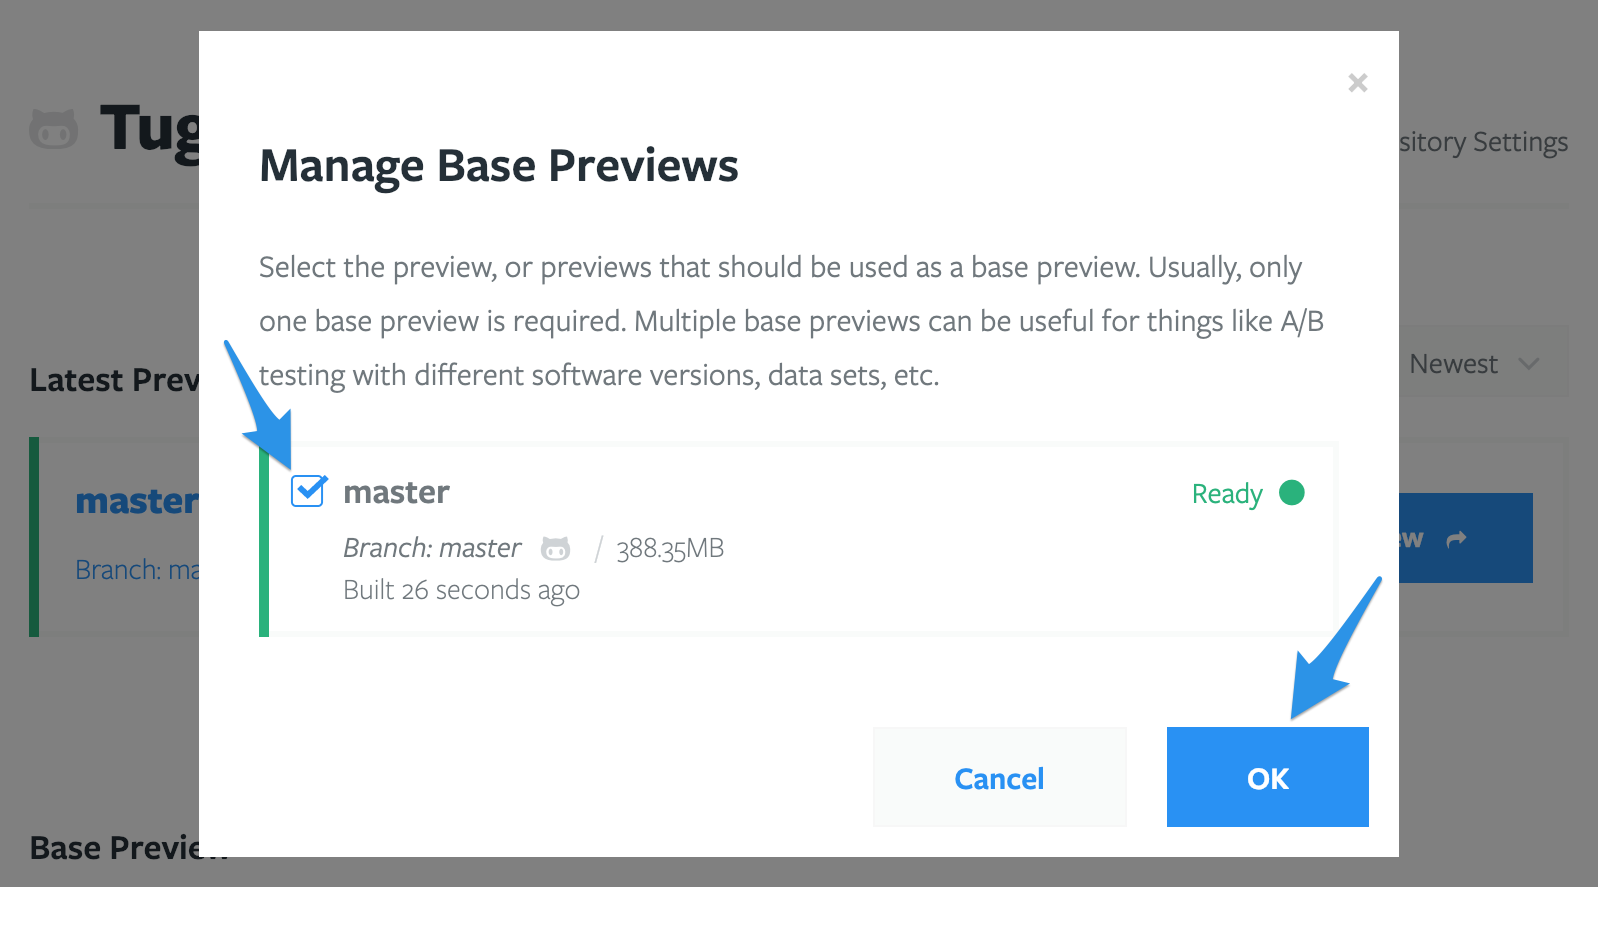 Tug
sitory Settings
Manage Base Previews
Select the preview, or previews that should be used as a base preview. Usually, only
one base preview is required. Multiple base previews can be useful for things like A/B
testing with different software versions, data sets, etc.
Latest Prev
Newest
master
Branch: ma
master
Ready
Branch: master / 388.35MB
Built 26 seconds ago
ew
Cancel
OK
Base Preview